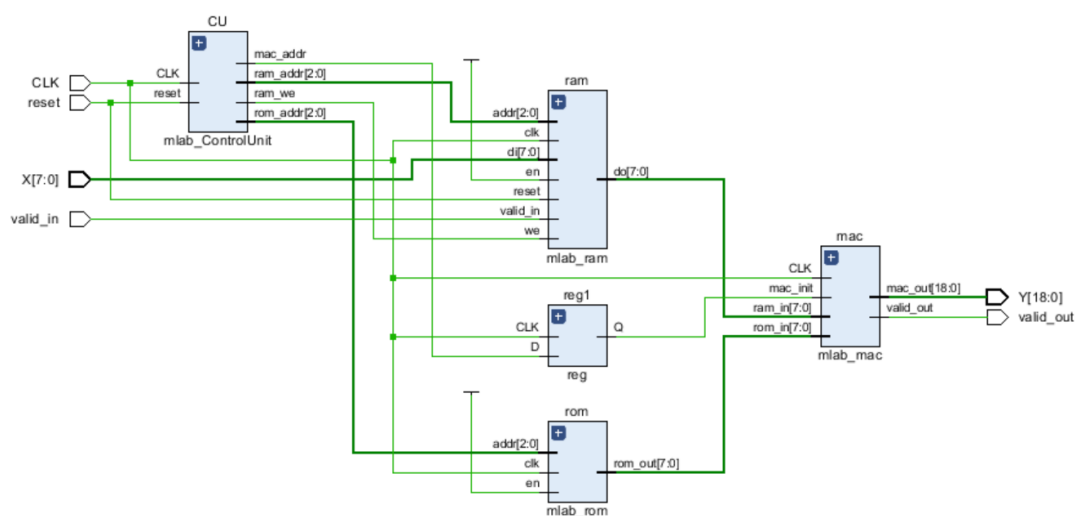 CU
CLK
reset
CLK
reset
mac_addr
ram_addr[2:0]
ram_we
rom_addr[2:0]
mlab_ControlUnit
X[7:0]
valid_in
ram
addr[2:0]
clk
di[7:0]
en
reset
valid_in
we
do[7:0]
mlab_ram
reg1
CLK
D
Q
reg
rom
addr[2:0]
clk
en
rom_out[7:0]
mlab_rom
mac
CLK
mac_init
ram_in[7:0]
rom_in[7:0]
mac_out[18:0]
valid_out
mlab_mac
Y[18:0]
valid_out